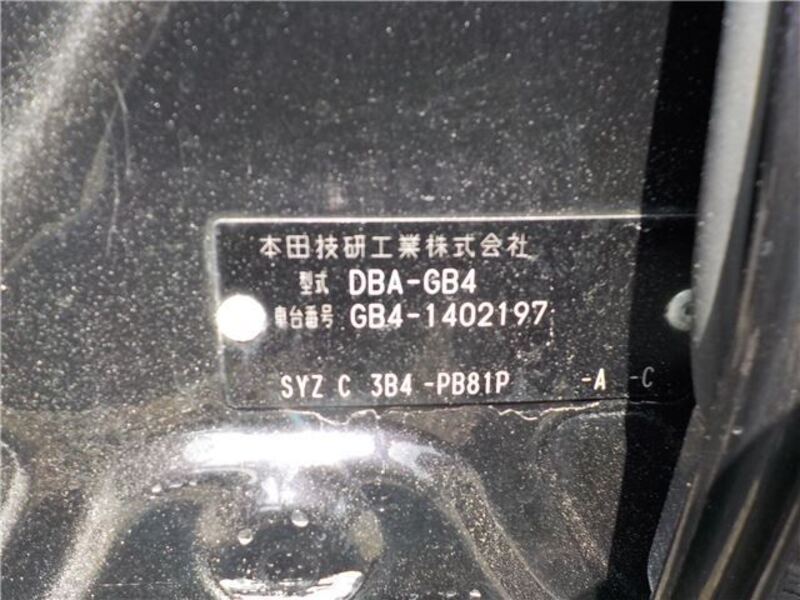 本田技研工業株式会社
型式 DBA-GB4
車台番号 GB4-1402197
SYZ C 3B4 -PB81P -A -C